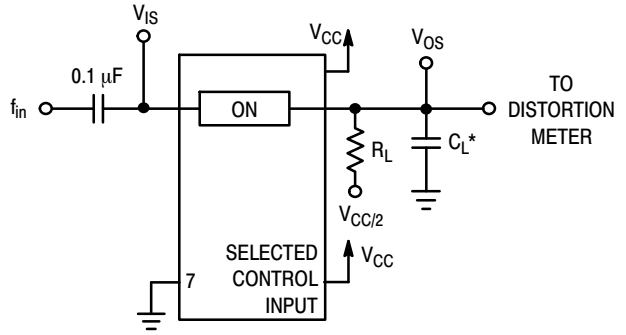 V_IS
V_CC
V_OS
0.1 µF
f_in
ON
TO
DISTORTION
METER
R_L
C_L*
V_CC/2
SELECTED
CONTROL
INPUT
V_CC
7